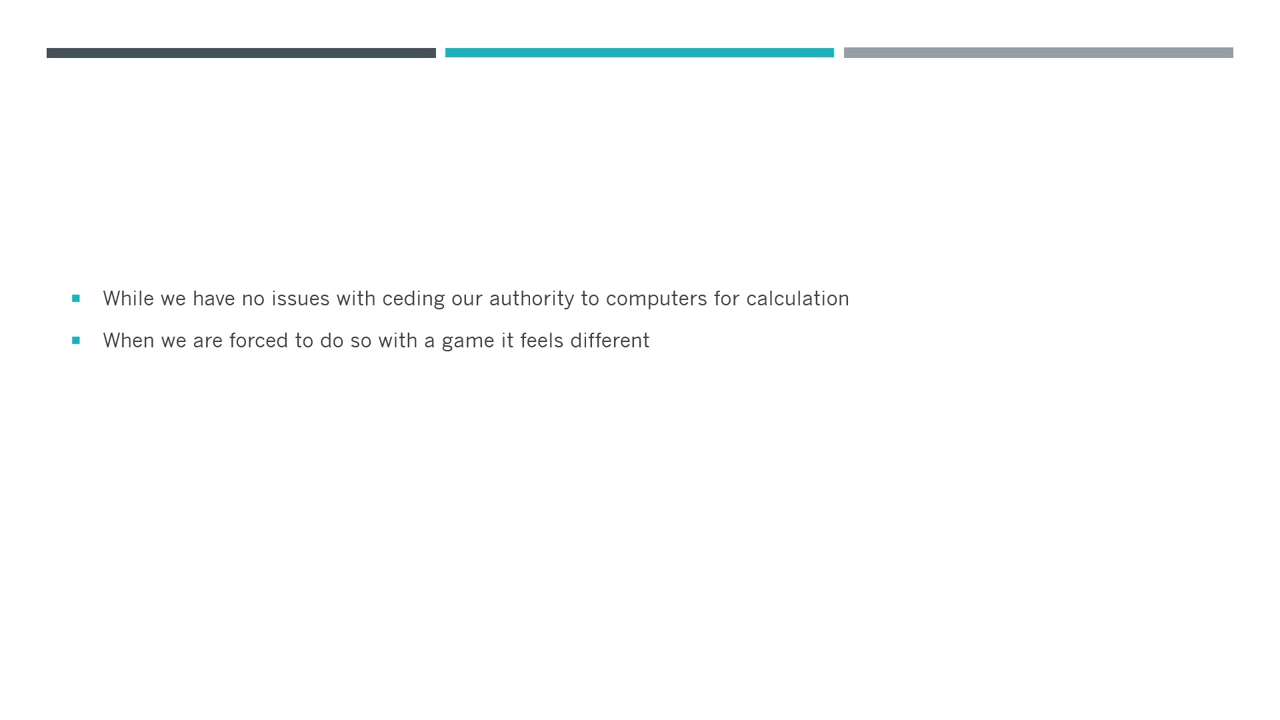 While we have no issues with ceding our authority to computers for calculation
When we are forced to do so with a game it feels different